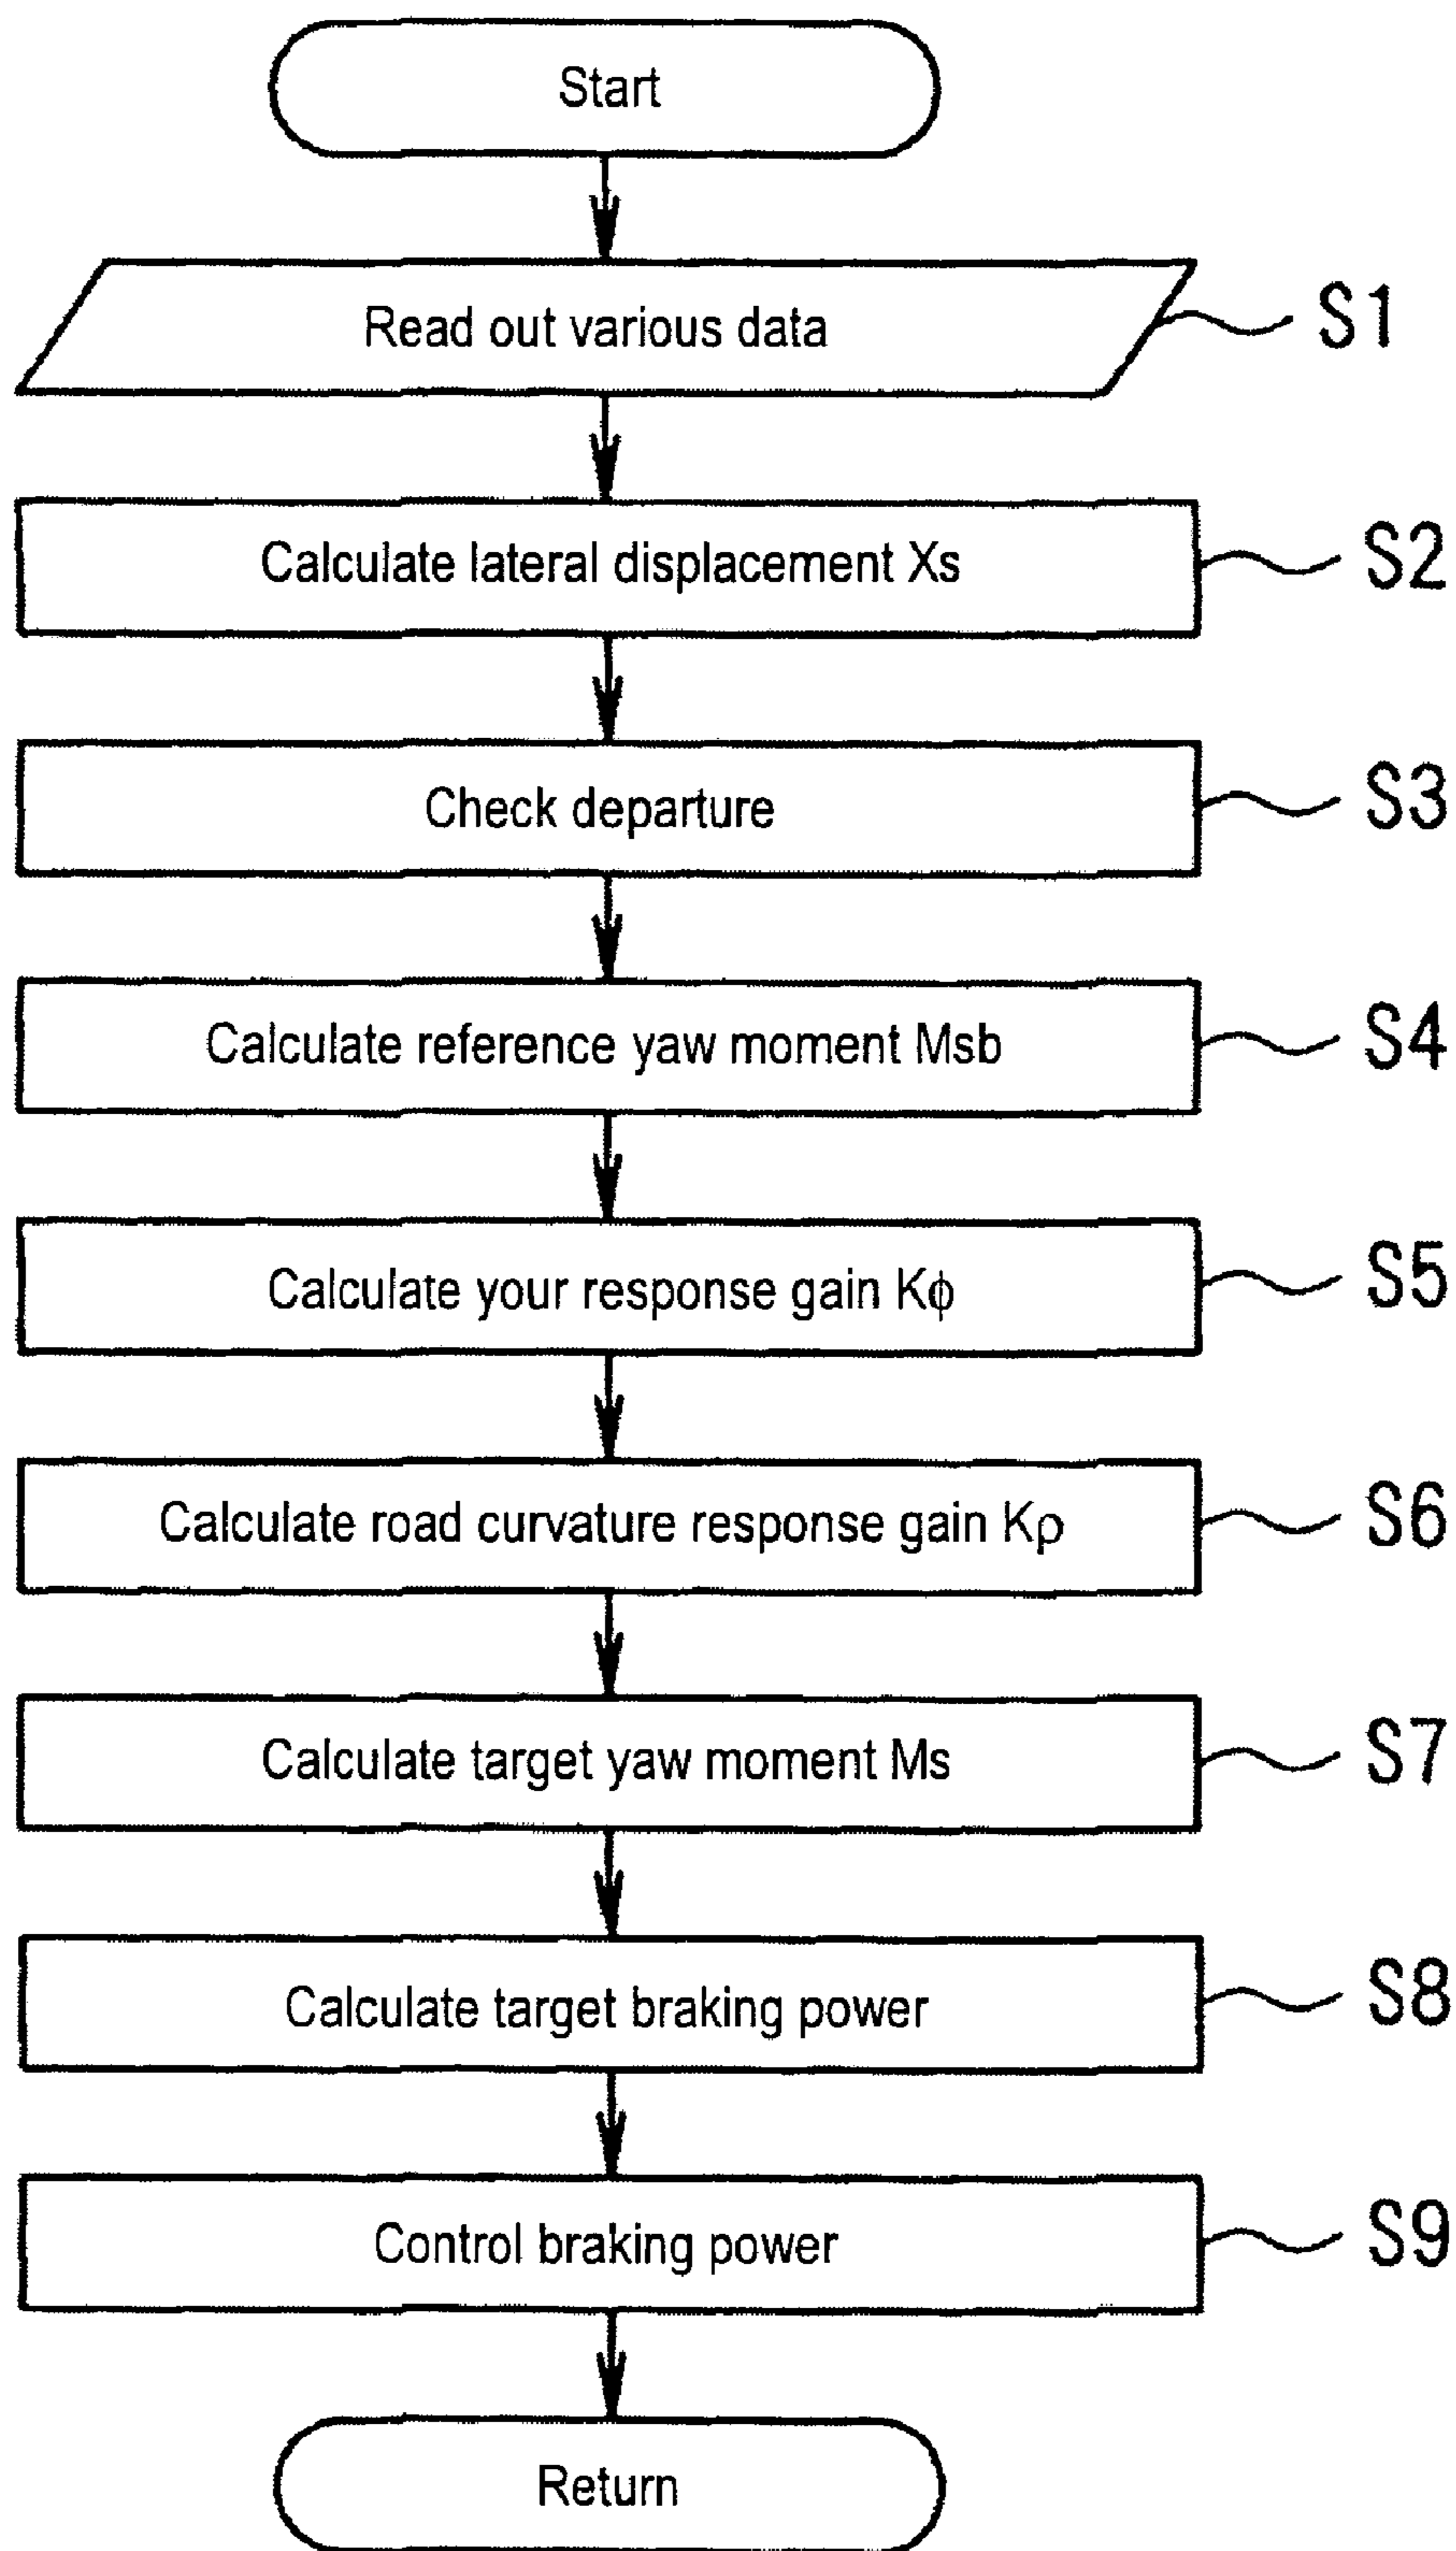 Start
Read out various data
S1
Calculate lateral displacement Xs
S2
Check departure
S3
Calculate reference yaw moment Msb
S4
Calculate your response gain Kϕ
S5
Calculate road curvature response gain Kρ
S6
Calculate target yaw moment Ms
S7
Calculate target braking power
S8
Control braking power
S9
Return